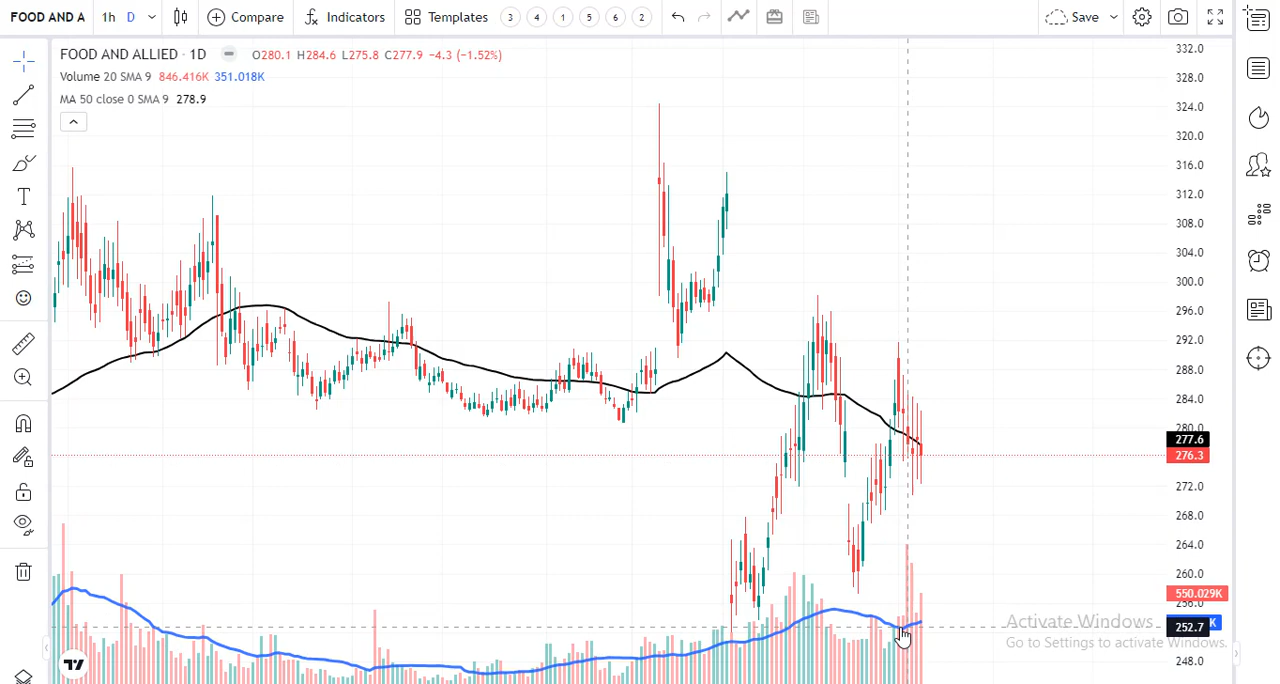 FOOD AND A 1h D Compare Indicators Templates 3 4 1 5 6 2 Save
FOOD AND ALLIED · 1D O280.1 H284.6 L275.8 C277.9 −4.3 (−1.52%)
Volume 20 SMA 9 846.416K 351.018K
MA 50 close 0 SMA 9 278.9
332.0
328.0
324.0
320.0
316.0
312.0
308.0
304.0
300.0
296.0
292.0
288.0
284.0
280.0
277.6
276.3
272.0
268.0
264.0
260.0
550.029K
256.0
252.7 K
248.0
Activate Windows
Go to Settings to activate Windows.